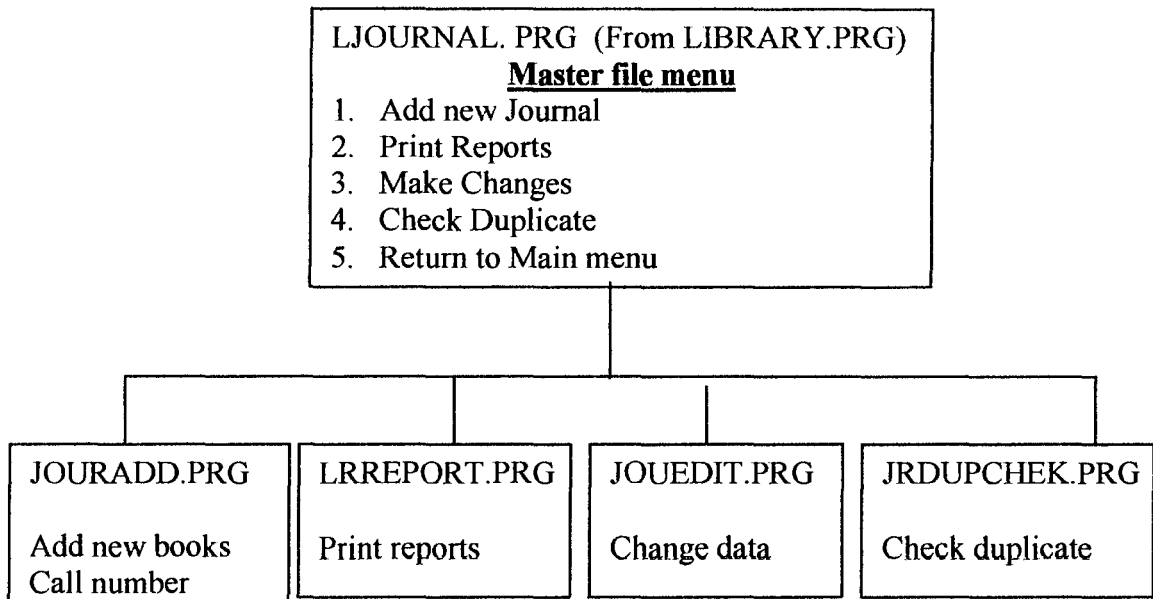 LJOURNAL. PRG (From LIBRARY.PRG)
Master file menu
1. Add new Journal
2. Print Reports
3. Make Changes
4. Check Duplicate
5. Return to Main menu
JOURADD.PRG
Add new books
Call number
LRREPORT.PRG
Print reports
JOUEDIT.PRG
Change data
JRDUPCHEK.PRG
Check duplicate